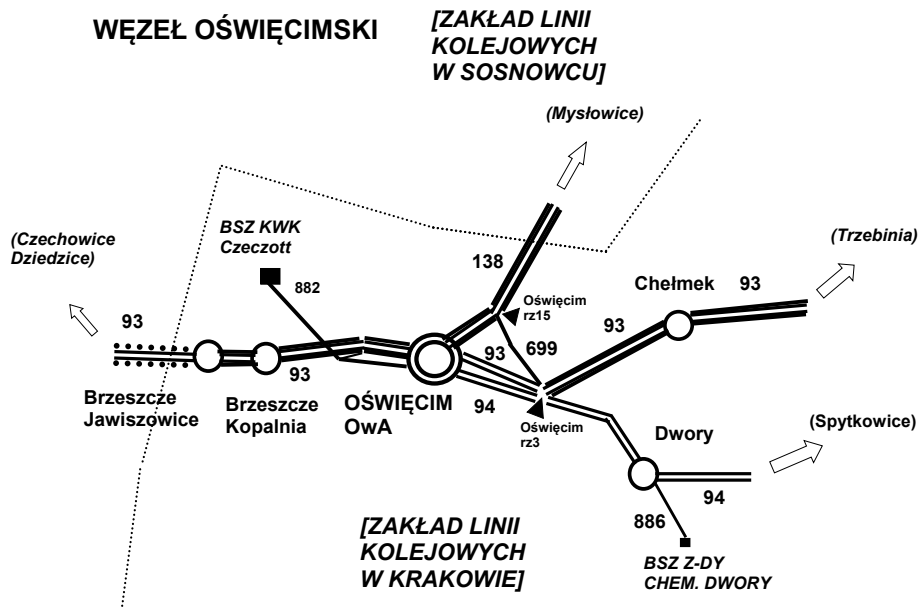 WĘZEŁ OŚWIĘCIMSKI
[ZAKŁAD LINII
KOLEJOWYCH
W SOSNOWCU]
(Mysłowice)
BSZ KWK
Czeczott
(Czechowice
Dziedzice)
(Trzebinia)
138
882
Chełmek
93
Oświęcim
rz15
93
93
93
699
93
94
Brzeszcze
Jawiszowice
Brzeszcze
Kopalnia
OŚWIĘCIM
OwA
Oświęcim
rz3
Dwory
(Spytkowice)
94
886
[ZAKŁAD LINII
KOLEJOWYCH
W KRAKOWIE]
BSZ Z-DY
CHEM. DWORY